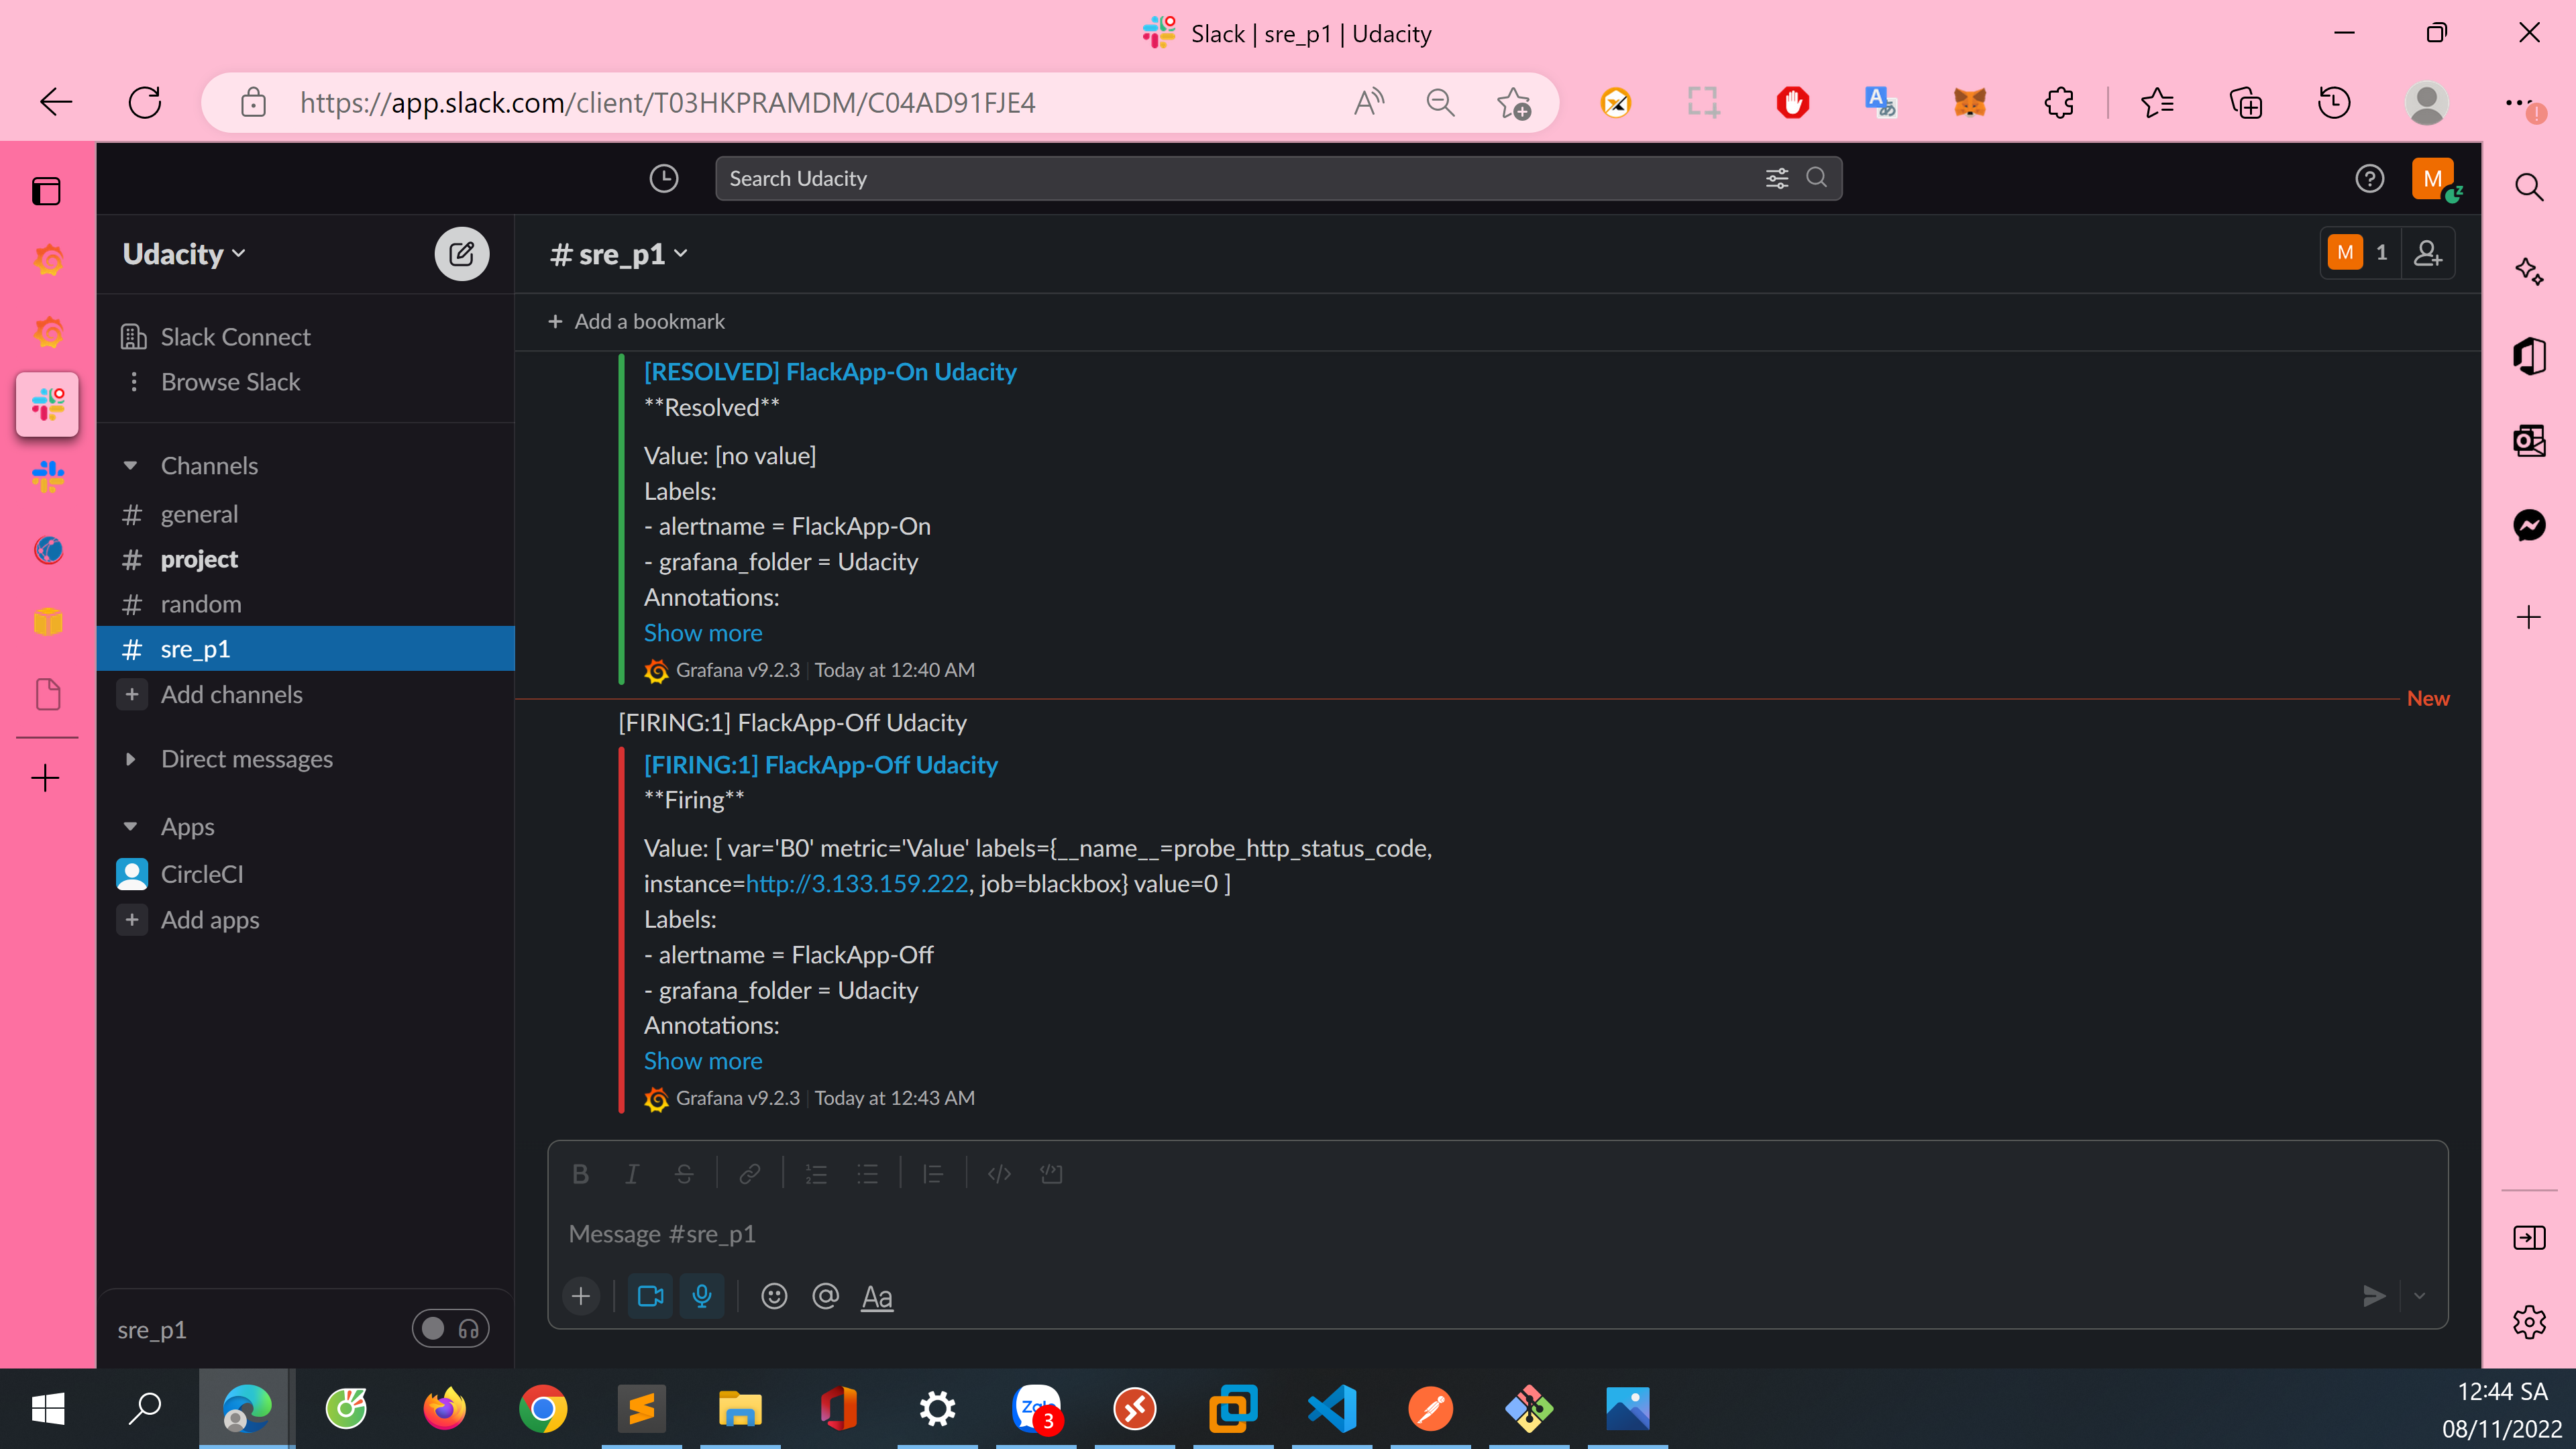 Slack | sre_p1 | Udacity
https://app.slack.com/client/T03HKPRAMDM/C04AD91FJE4
Search Udacity
M
Udacity
# sre_p1
M 1
Slack Connect
+ Add a bookmark
Browse Slack
[RESOLVED] FlackApp-On Udacity
**Resolved**
Value: [no value]
Labels:
- alertname = FlackApp-On
- grafana_folder = Udacity
Annotations:
Show more
Grafana v9.2.3 | Today at 12:40 AM
Channels
# general
# project
# random
# sre_p1
+ Add channels
Direct messages
Apps
CircleCI
+ Add apps
New
[FIRING:1] FlackApp-Off Udacity
[FIRING:1] FlackApp-Off Udacity
**Firing**
Value: [ var='B0' metric='Value' labels={__name__=probe_http_status_code,
instance=http://3.133.159.222, job=blackbox} value=0 ]
Labels:
- alertname = FlackApp-Off
- grafana_folder = Udacity
Annotations:
Show more
Grafana v9.2.3 | Today at 12:43 AM
B I S
Message #sre_p1
Aa
sre_p1
Zalo
3
12:44 SA
08/11/2022